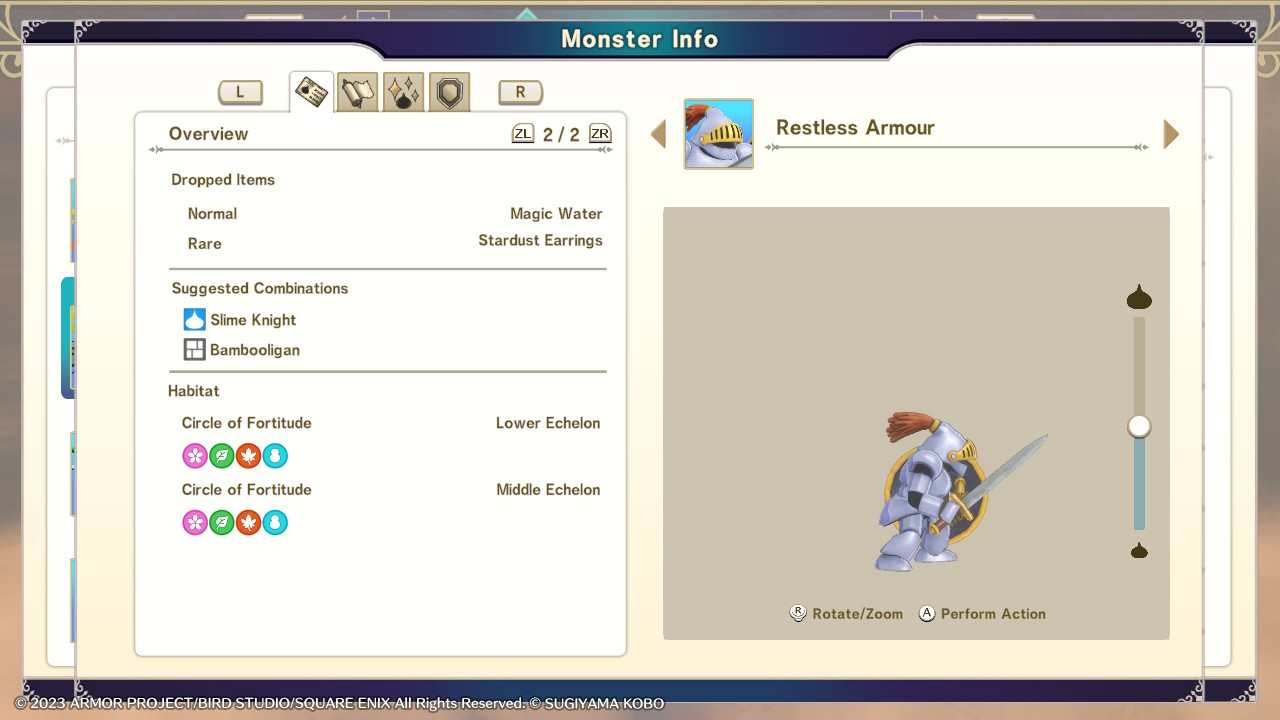 Monster Info
L
R
Overview
ZL 2 / 2 ZR
Restless Armour
Dropped Items
Normal Magic Water
Rare Stardust Earrings
Suggested Combinations
Slime Knight
Bambooligan
Habitat
Circle of Fortitude Lower Echelon
Circle of Fortitude Middle Echelon
R Rotate/Zoom A Perform Action
© 2023 ARMOR PROJECT/BIRD STUDIO/SQUARE ENIX All Rights Reserved. © SUGIYAMA KOBO